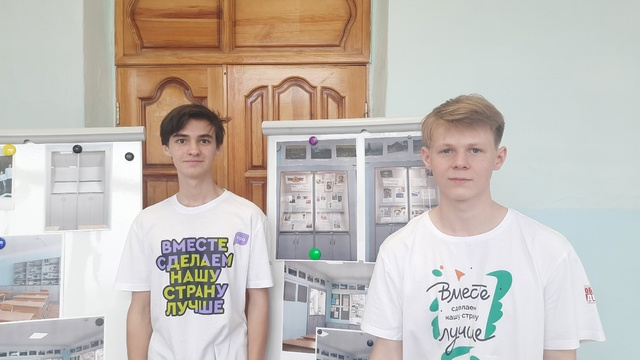 ВМЕСТЕ
СДЕЛАЕМ
НАШУ
СТРАНУ
ЛУЧШЕ
Вместе
сделаем
нашу страну
лучше